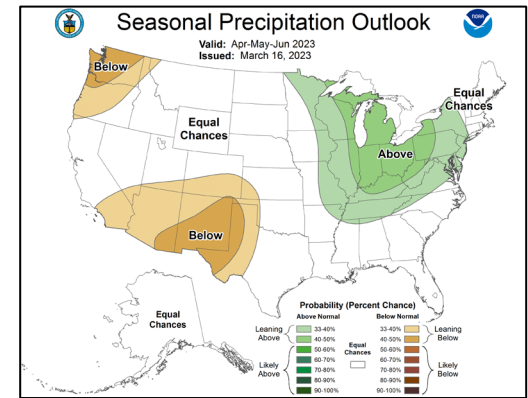 Seasonal Precipitation Outlook
Valid: Apr-May-Jun 2023
Issued: March 16, 2023
NOAA
Below
Equal
Chances
Equal
Chances
Above
Below
Equal
Chances
Probability (Percent Chance)
Above Normal Below Normal
Leaning
Above
33-40%
40-50%
50-60%
60-70%
70-80%
80-90%
90-100%
Likely
Above
Equal
Chances
33-40%
40-50%
50-60%
60-70%
70-80%
80-90%
90-100%
Leaning
Below
Likely
Below